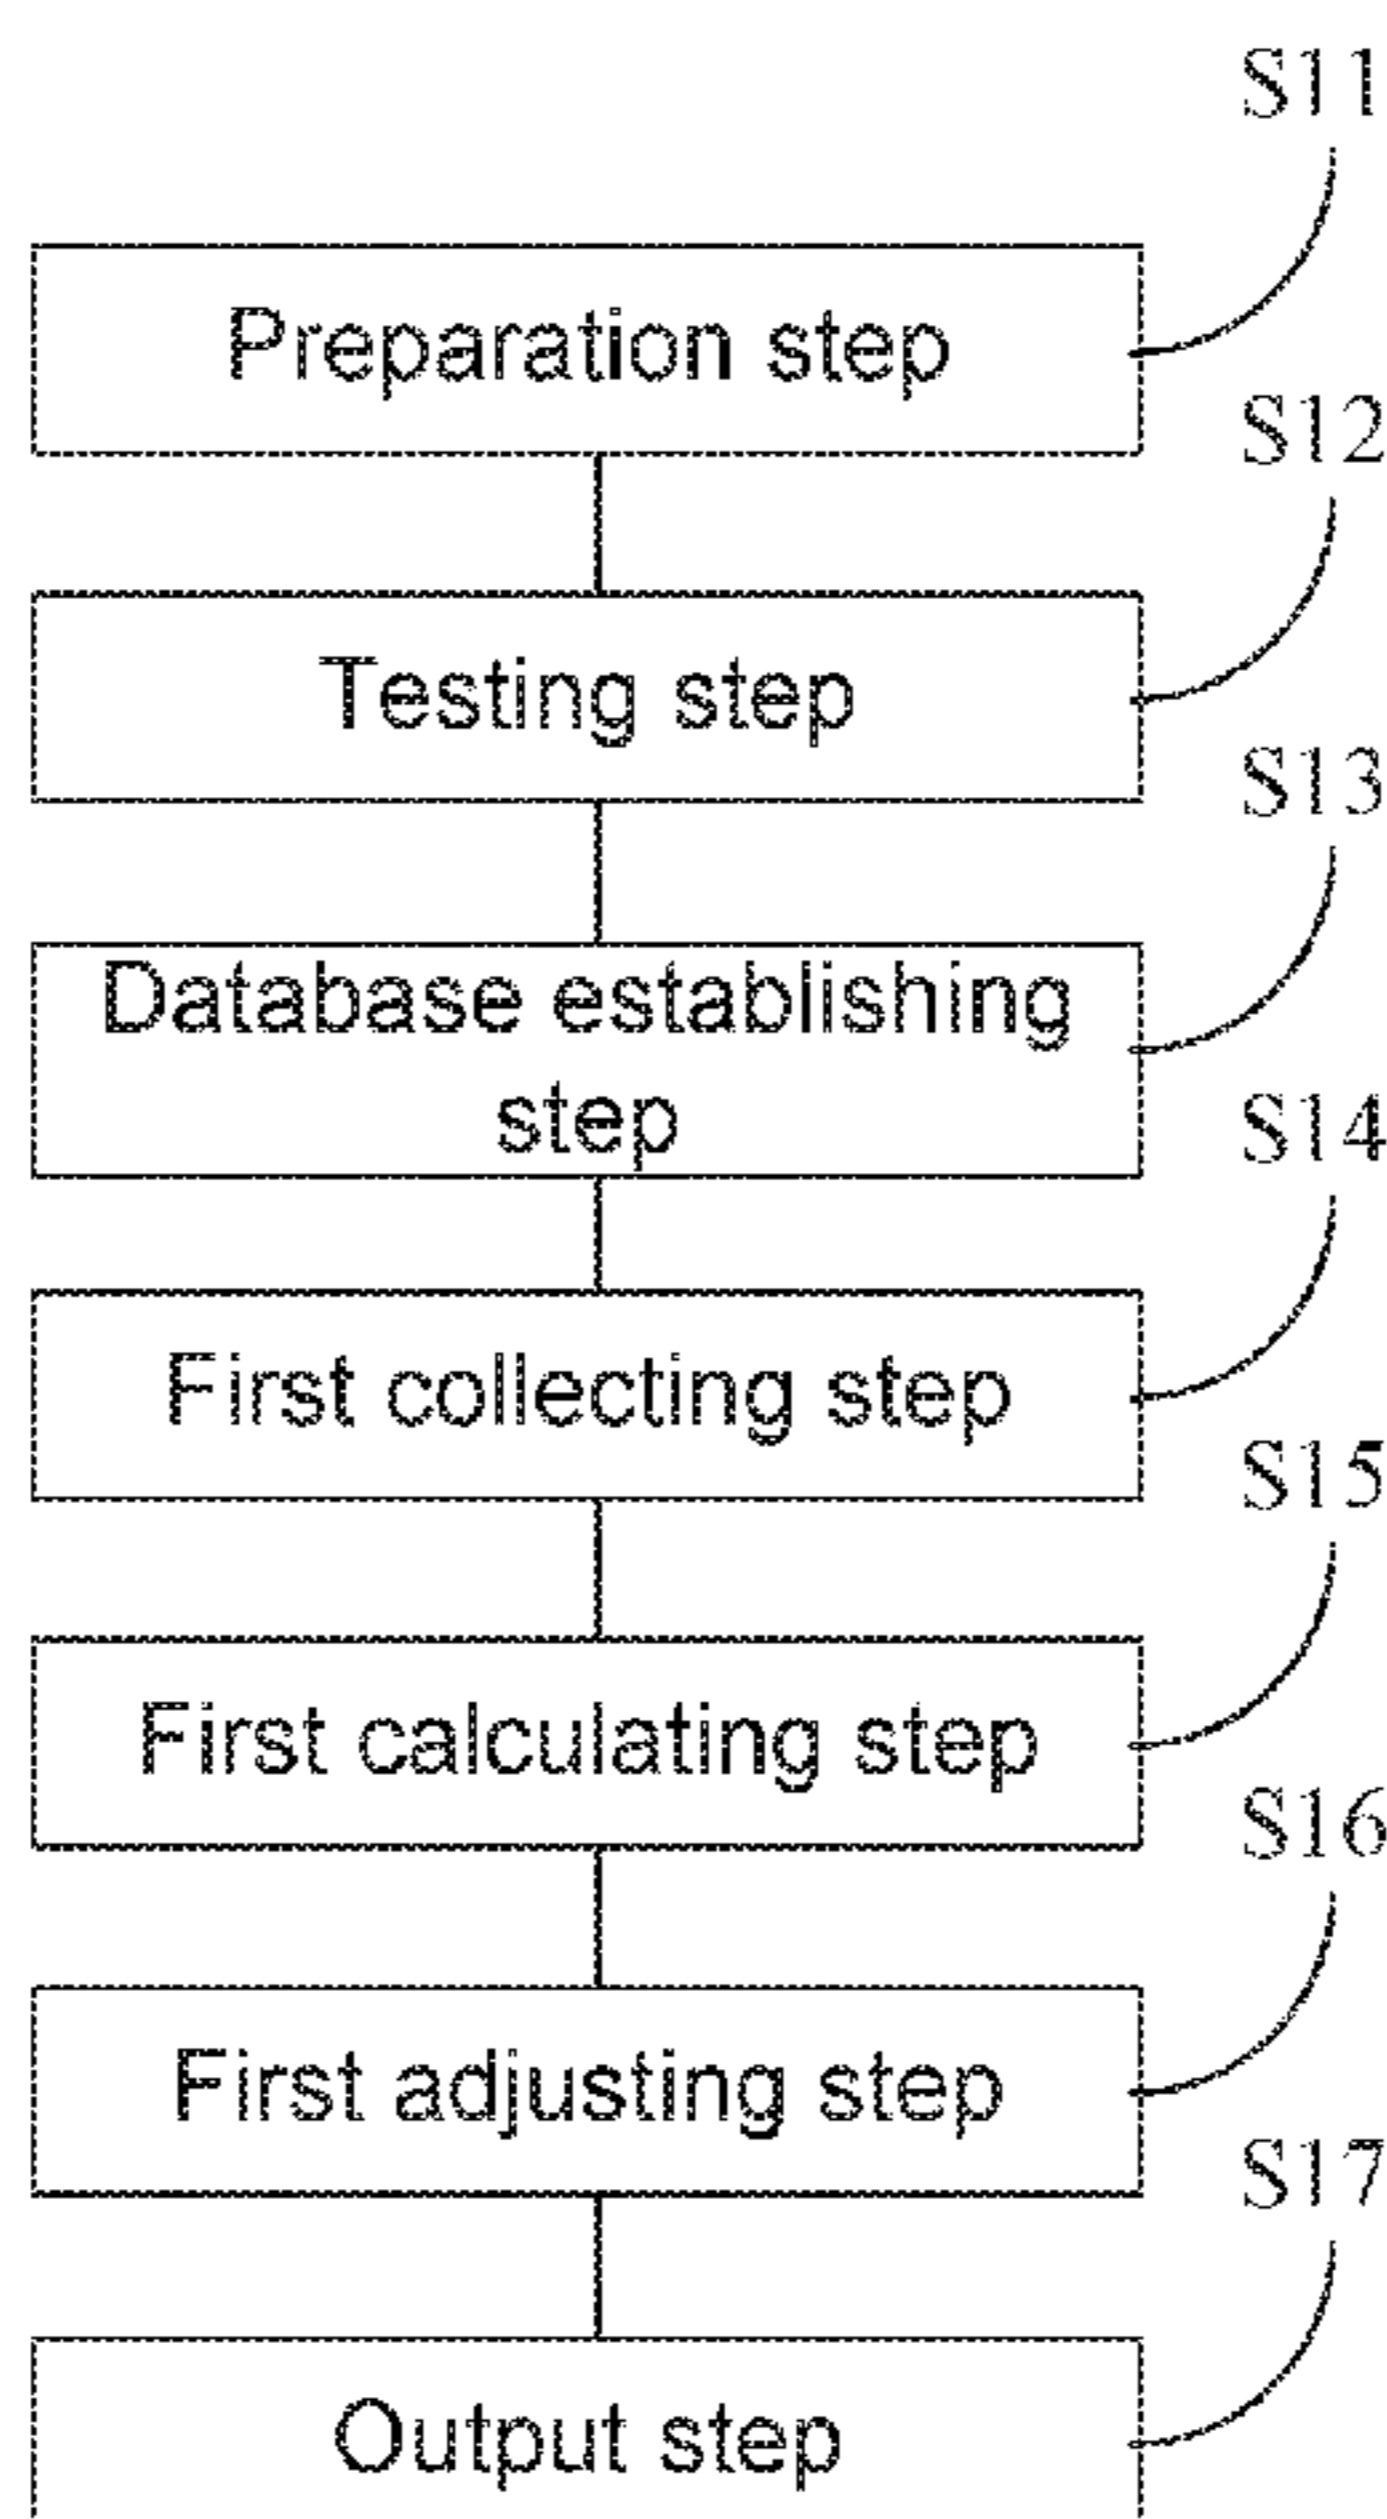 S11
Preparation step
S12
Testing step
S13
Database establishing
step
S14
First collecting step
S15
First calculating step
S16
First adjusting step
S17
Output step